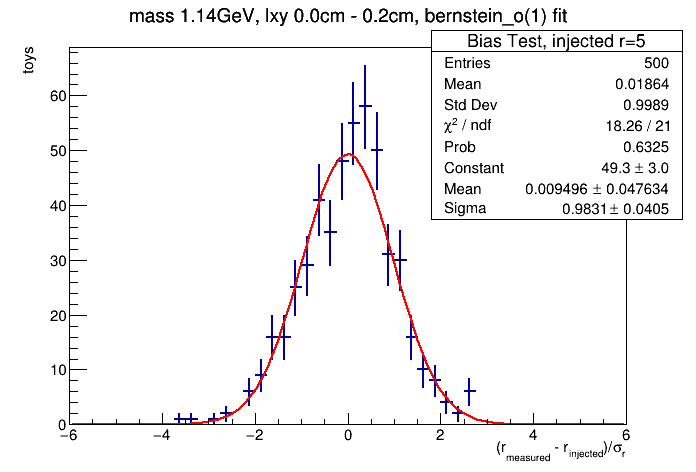 mass 1.14GeV, lxy 0.0cm - 0.2cm, bernstein_o(1) fit
Bias Test, injected r=5
Entries 500
Mean 0.01864
Std Dev 0.9989
χ² / ndf 18.26 / 21
Prob 0.6325
Constant 49.3 ± 3.0
Mean 0.009496 ± 0.047634
Sigma 0.9831 ± 0.0405
toys
60
50
40
30
20
10
0
−6 −4 −2 0 2 4 6
(r_measured - r_injected)/σ_r